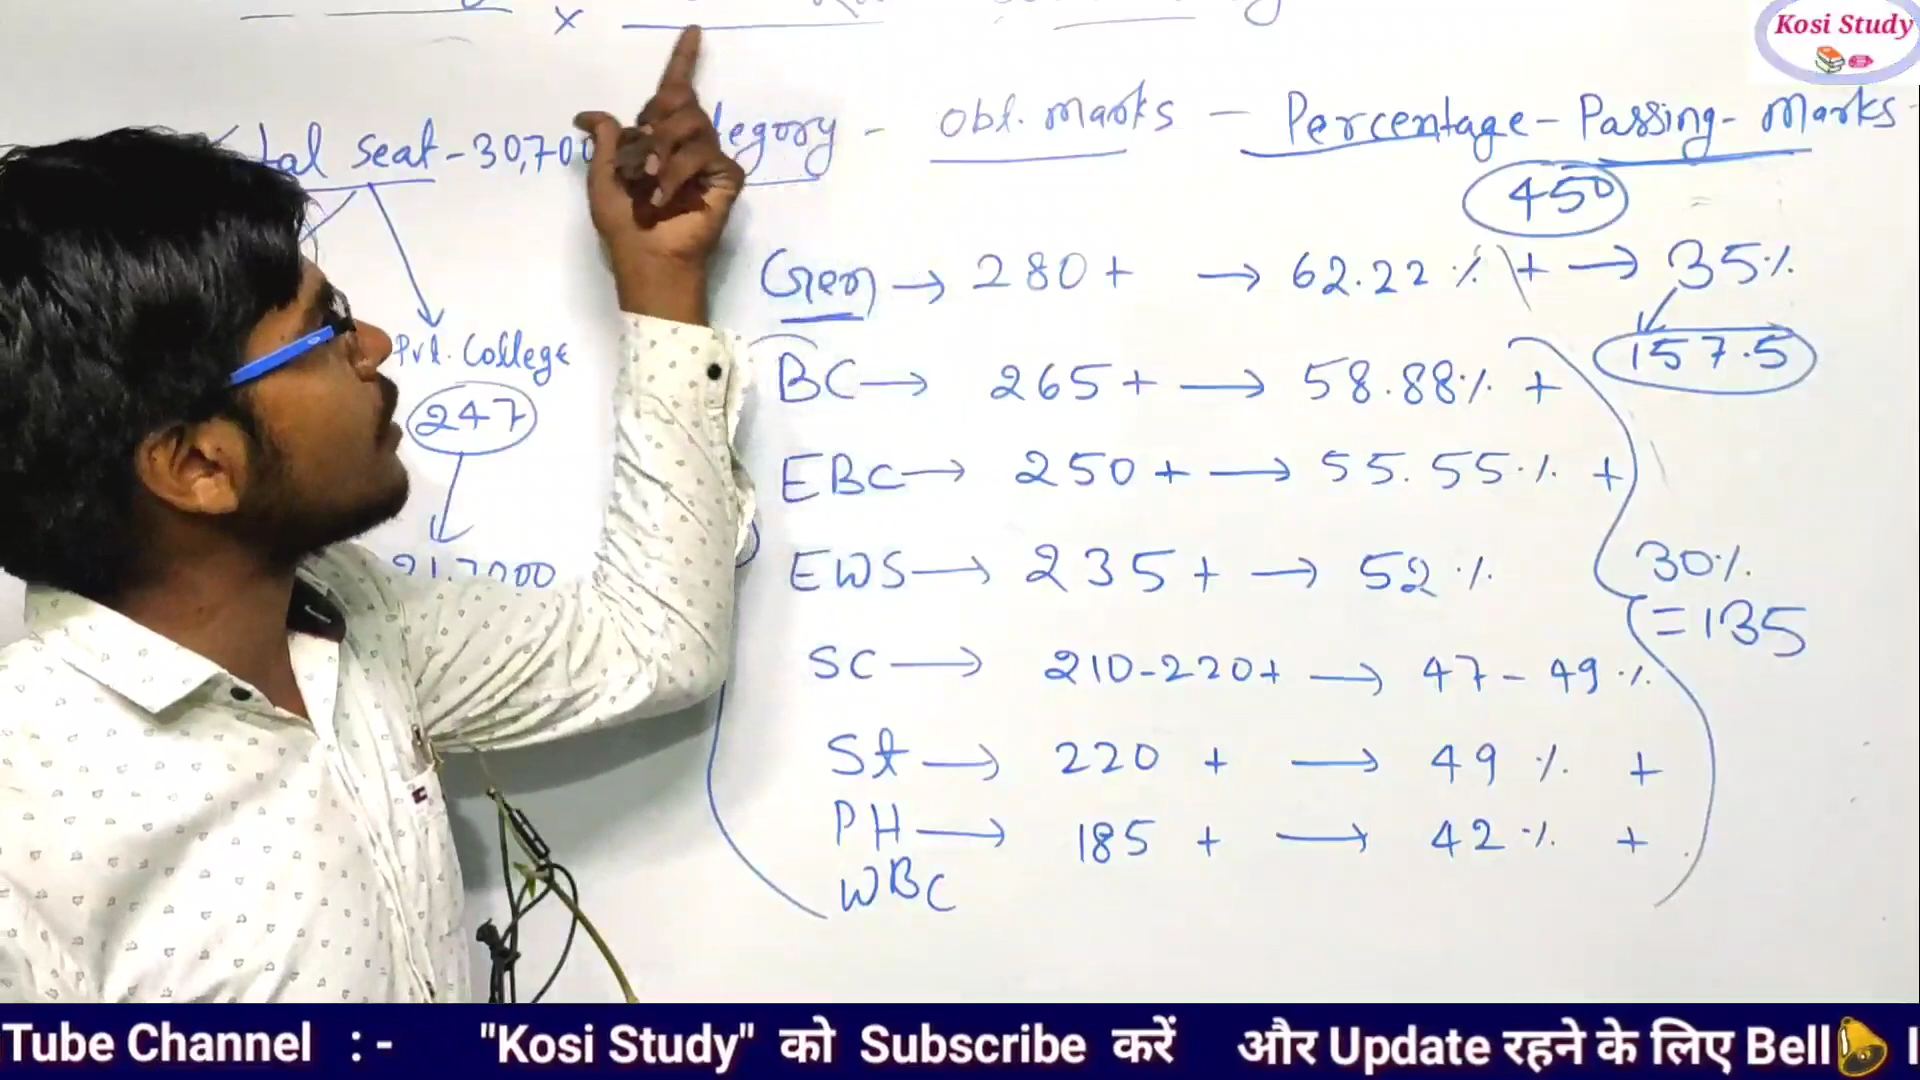 Kosi Study
tal seat - 30,700 tegory - Obt. Marks - Percentage - Passing - Marks -
450
Gen → 280+ → 62.22 % + → 35%
157.5
Pvt. College
247
BC → 265+ → 58.88% +
EBC → 250+ → 55.55% +
EWS → 235+ → 52%
30%
= 135
SC → 210-220+ → 47-49%
St → 220 + → 49 % +
PH → 185 + → 42 % +
WBC
Tube Channel :- "Kosi Study" को Subscribe करें और Update रहने के लिए Bell